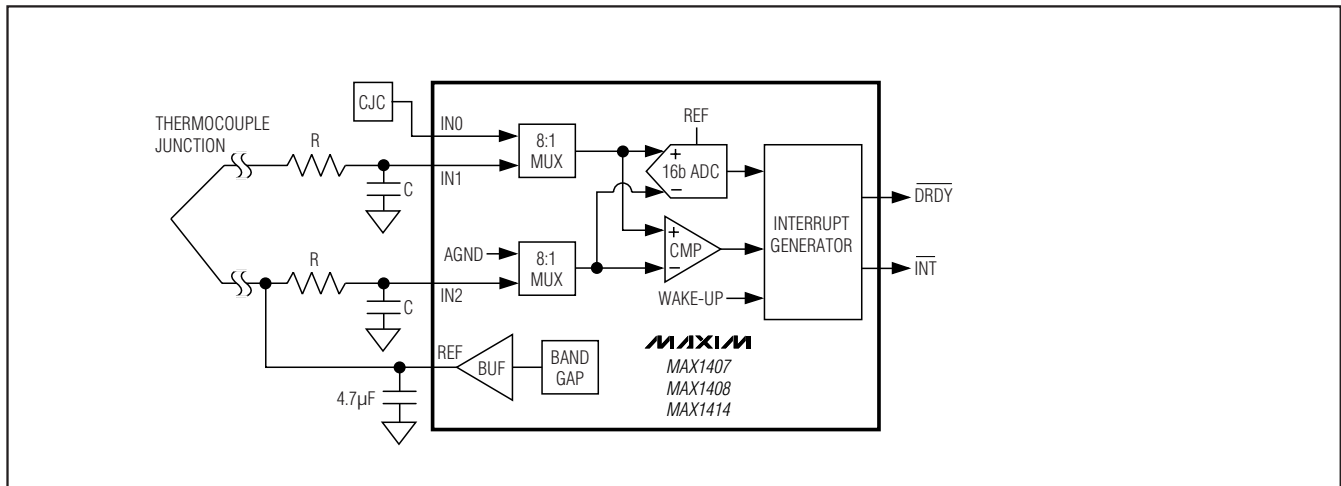 CJC
THERMOCOUPLE
JUNCTION
R
C
IN0
IN1
8:1
MUX
REF
+
16b ADC
−
DRDY
INTERRUPT
GENERATOR
INT
+
CMP
−
WAKE-UP
AGND
8:1
MUX
R
C
IN2
REF
BUF
BAND
GAP
4.7µF
MAXIM
MAX1407
MAX1408
MAX1414